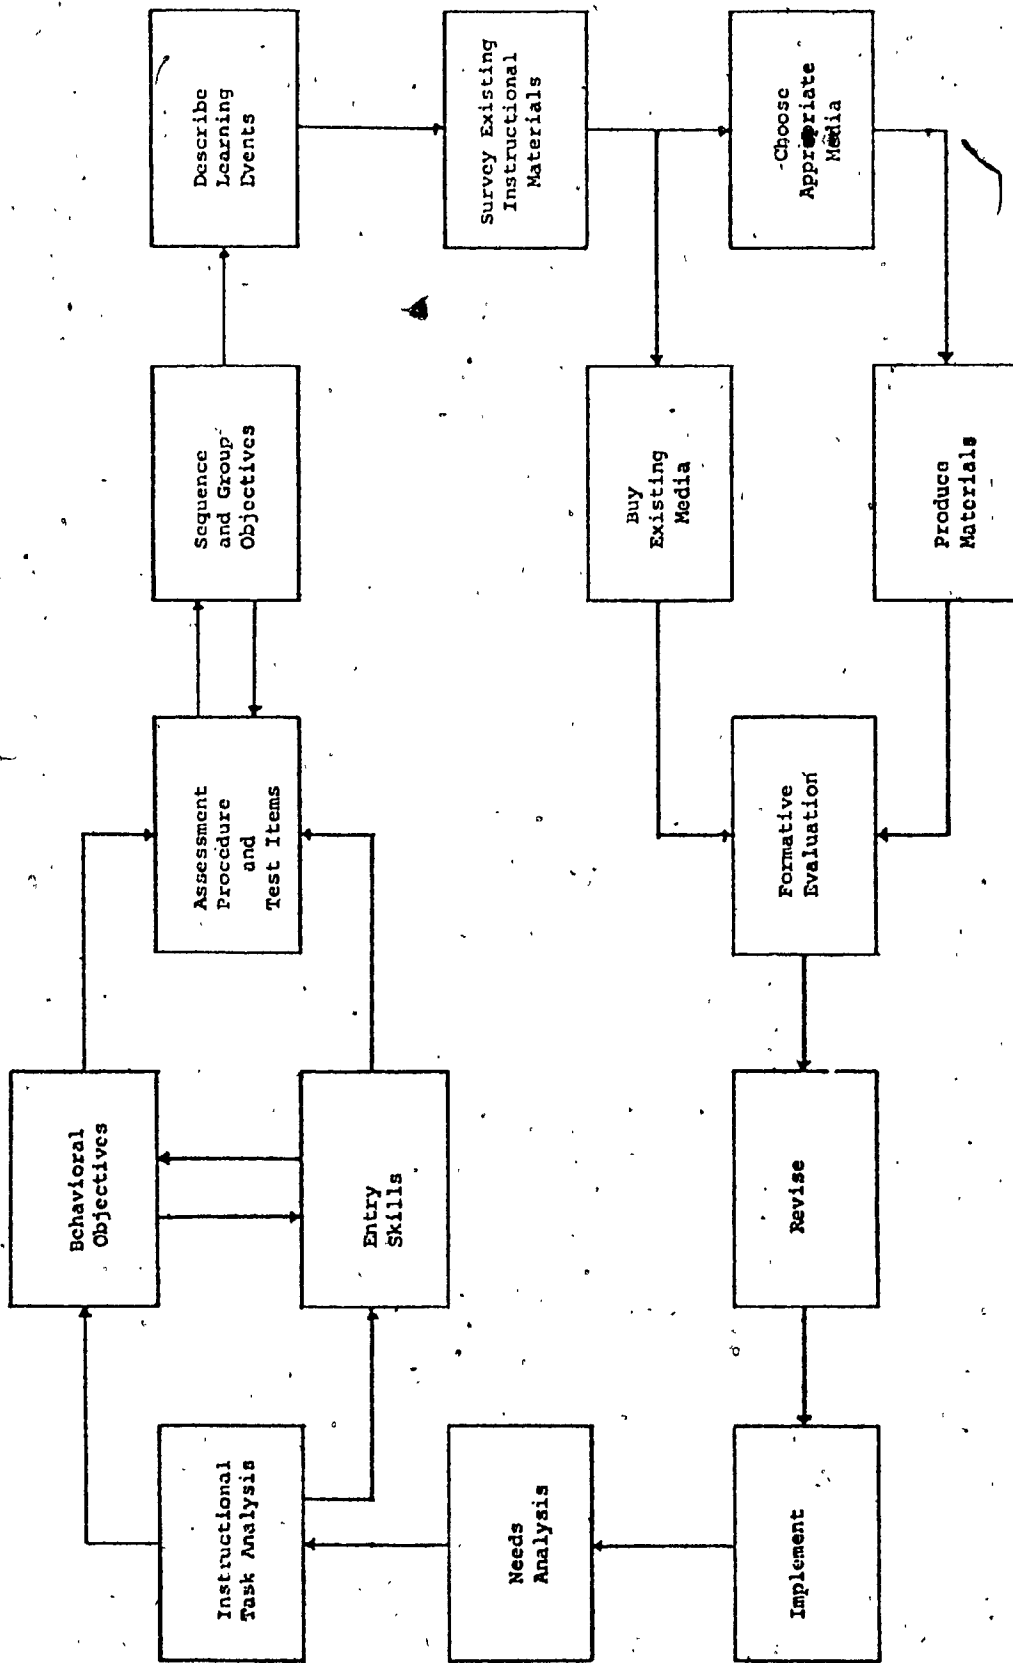 Instructional
Task Analysis
Needs
Analysis
Implement
Behavioral
Objectives
Entry
Skills
Revise
Assessment
Procedure
and
Test Items
Formative
Evaluation
Sequence
and Group
Objectives
Buy
Existing
Media
Produce
Materials
Describe
Learning
Events
Survey Existing
Instructional
Materials
Choose
Appropriate
Media